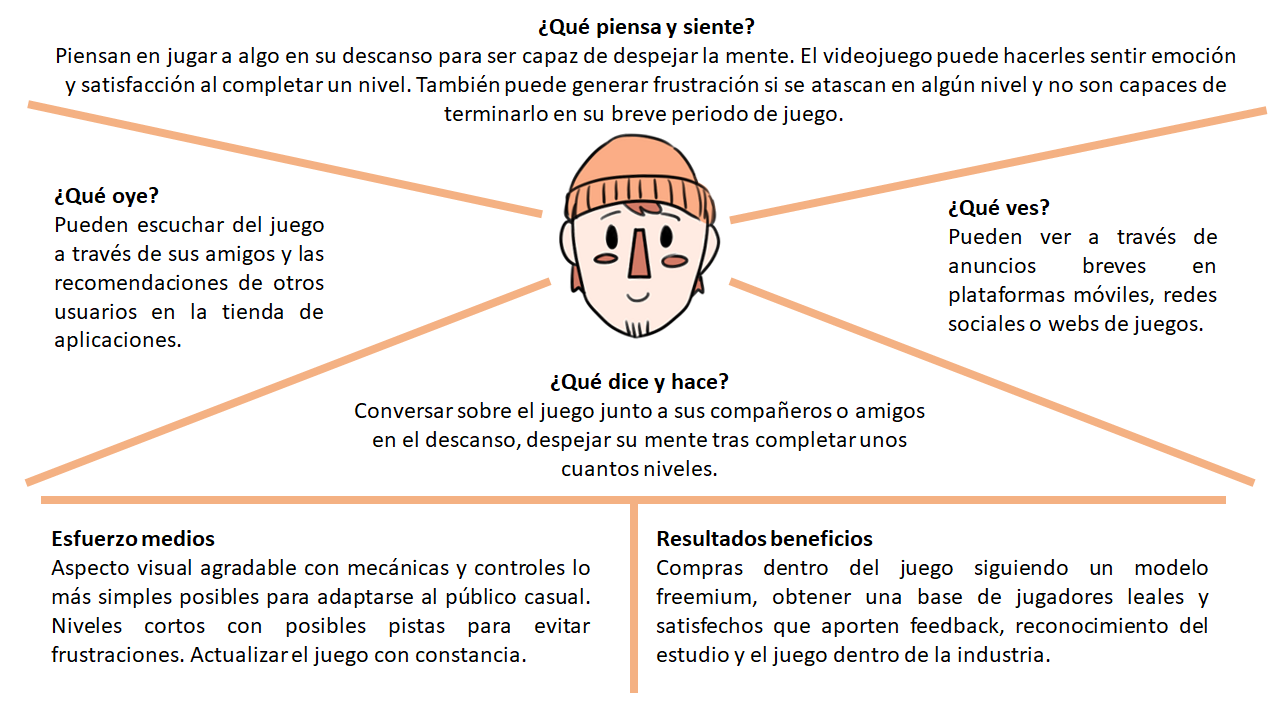 ¿Qué piensa y siente?
Piensan en jugar a algo en su descanso para ser capaz de despejar la mente. El videojuego puede hacerles sentir emoción
y satisfacción al completar un nivel. También puede generar frustración si se atascan en algún nivel y no son capaces de
terminarlo en su breve periodo de juego.
¿Qué oye?
Pueden escuchar del juego
a través de sus amigos y las
recomendaciones de otros
usuarios en la tienda de
aplicaciones.
¿Qué ves?
Pueden ver a través de
anuncios breves en
plataformas móviles, redes
sociales o webs de juegos.
¿Qué dice y hace?
Conversar sobre el juego junto a sus compañeros o amigos
en el descanso, despejar su mente tras completar unos
cuantos niveles.
Esfuerzo medios
Aspecto visual agradable con mecánicas y controles lo
más simples posibles para adaptarse al público casual.
Niveles cortos con posibles pistas para evitar
frustraciones. Actualizar el juego con constancia.
Resultados beneficios
Compras dentro del juego siguiendo un modelo
freemium, obtener una base de jugadores leales y
satisfechos que aporten feedback, reconocimiento del
estudio y el juego dentro de la industria.